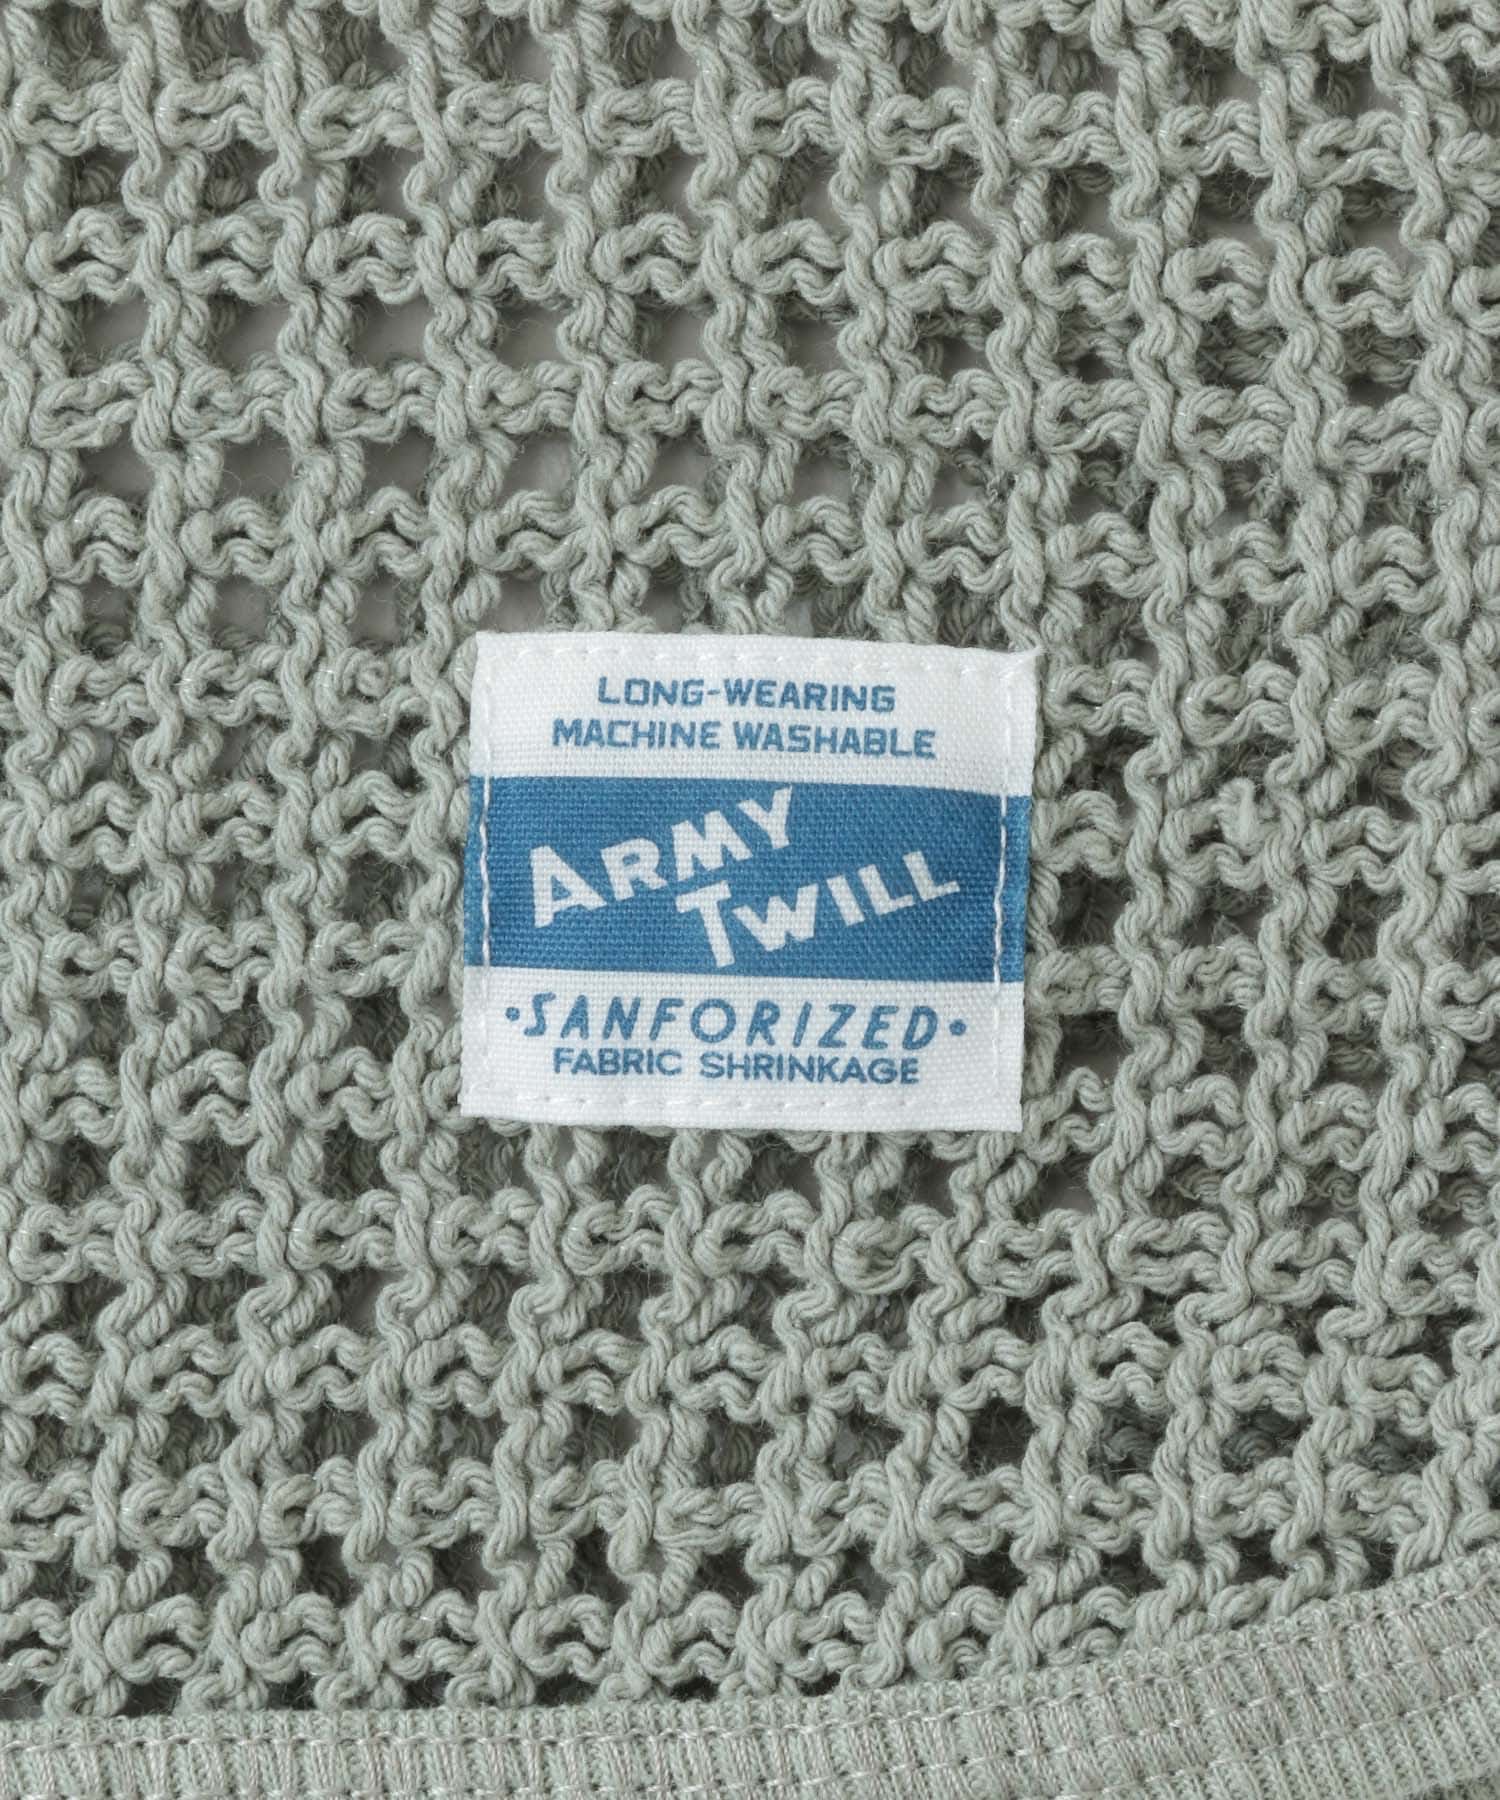 LONG-WEARING
MACHINE WASHABLE
ARMY
TWILL
•SANFORIZED•
FABRIC SHRINKAGE